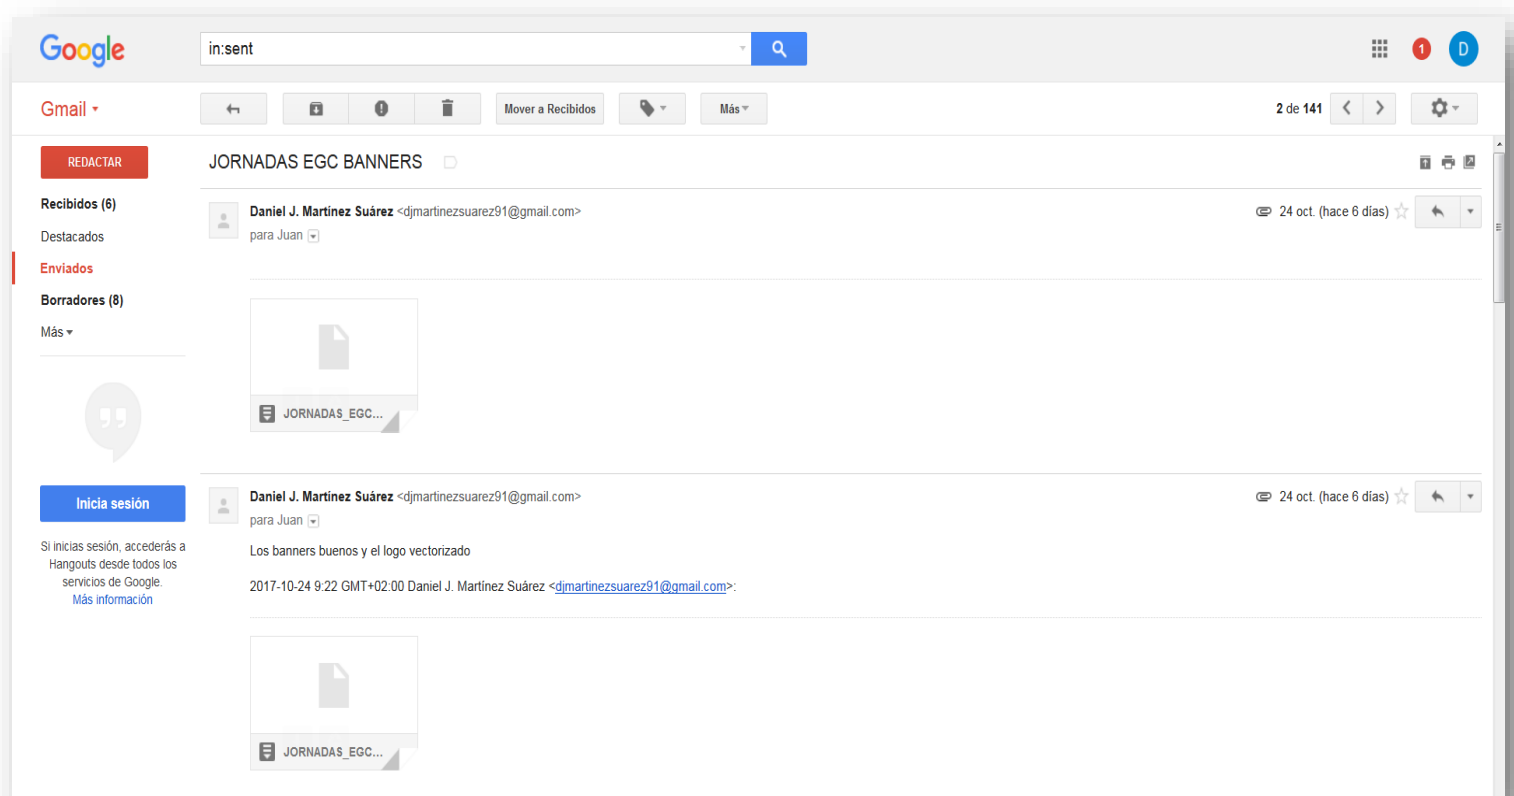 Google
in:sent
1
D
Gmail
Mover a Recibidos
Más
2 de 141
REDACTAR
JORNADAS EGC BANNERS
Recibidos (6)
Destacados
Enviados
Borradores (8)
Más
Daniel J. Martínez Suárez <djmartinezsuarez91@gmail.com>
24 oct. (hace 6 días)
para Juan
JORNADAS_EGC...
Inicia sesión
Si inicias sesión, accederás a
Hangouts desde todos los
servicios de Google.
Más información
Daniel J. Martínez Suárez <djmartinezsuarez91@gmail.com>
24 oct. (hace 6 días)
para Juan
Los banners buenos y el logo vectorizado
2017-10-24 9:22 GMT+02:00 Daniel J. Martínez Suárez <djmartinezsuarez91@gmail.com>:
JORNADAS_EGC...